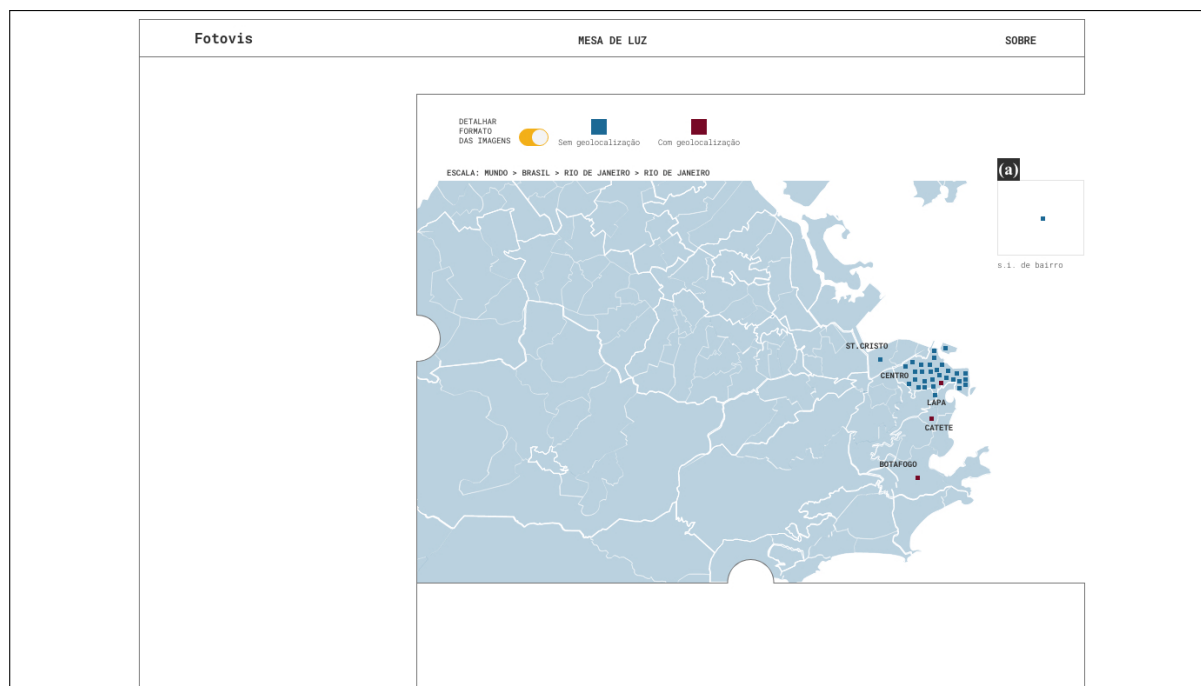 Fotovis
MESA DE LUZ
SOBRE
DETALHAR
FORMATO
DAS IMAGENS
Sem geolocalização
Com geolocalização
ESCALA: MUNDO > BRASIL > RIO DE JANEIRO > RIO DE JANEIRO
(a)
s.i. de bairro
ST.CRISTO
CENTRO
LAPA
CATETE
BOTAFOGO